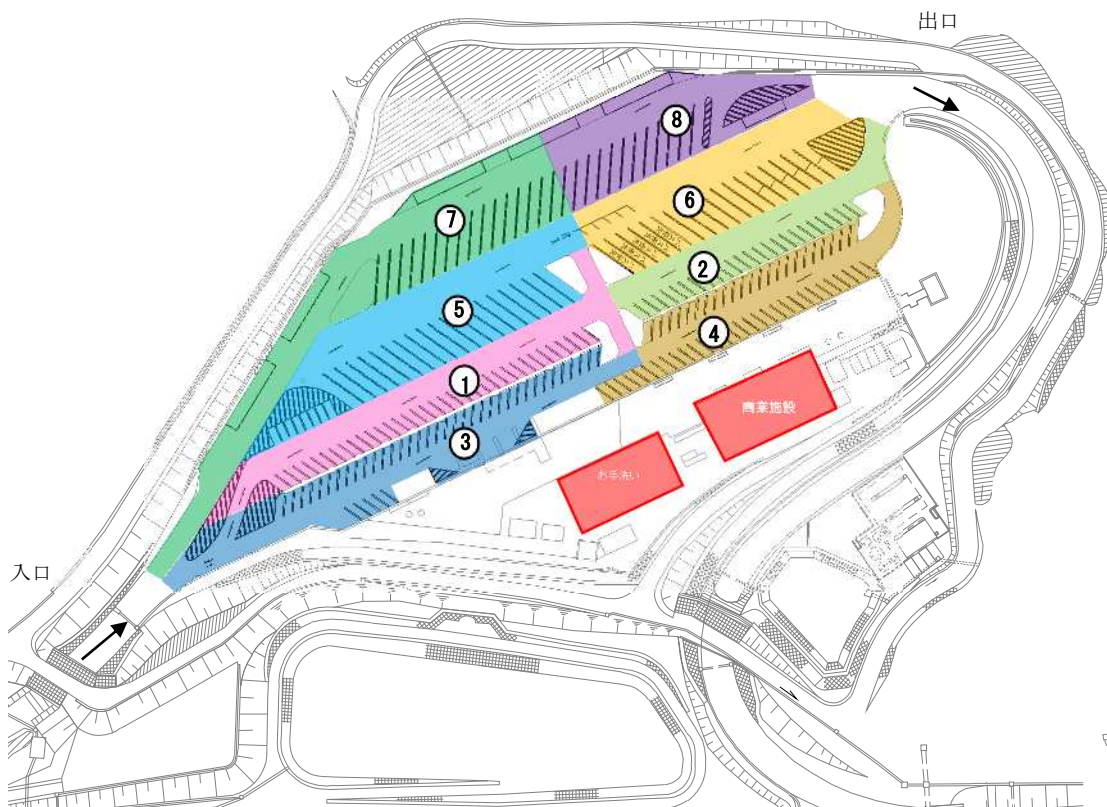 出口
⑧
⑦
⑥
②
⑤
④
①
③
商業施設
お手洗い
入口